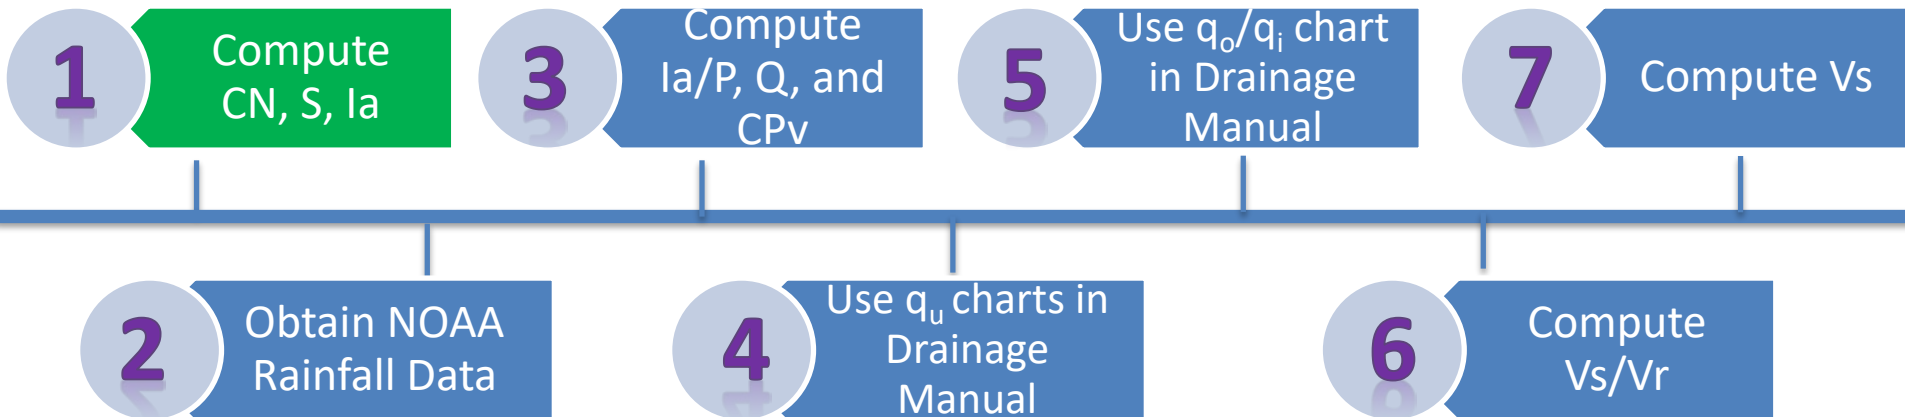 1
Compute
CN, S, Ia
2
Obtain NOAA
Rainfall Data
3
Compute
Ia/P, Q, and
CPv
4
Use qᵤ charts in
Drainage
Manual
5
Use qₒ/qᵢ chart
in Drainage
Manual
6
Compute
Vs/Vr
7
Compute Vs